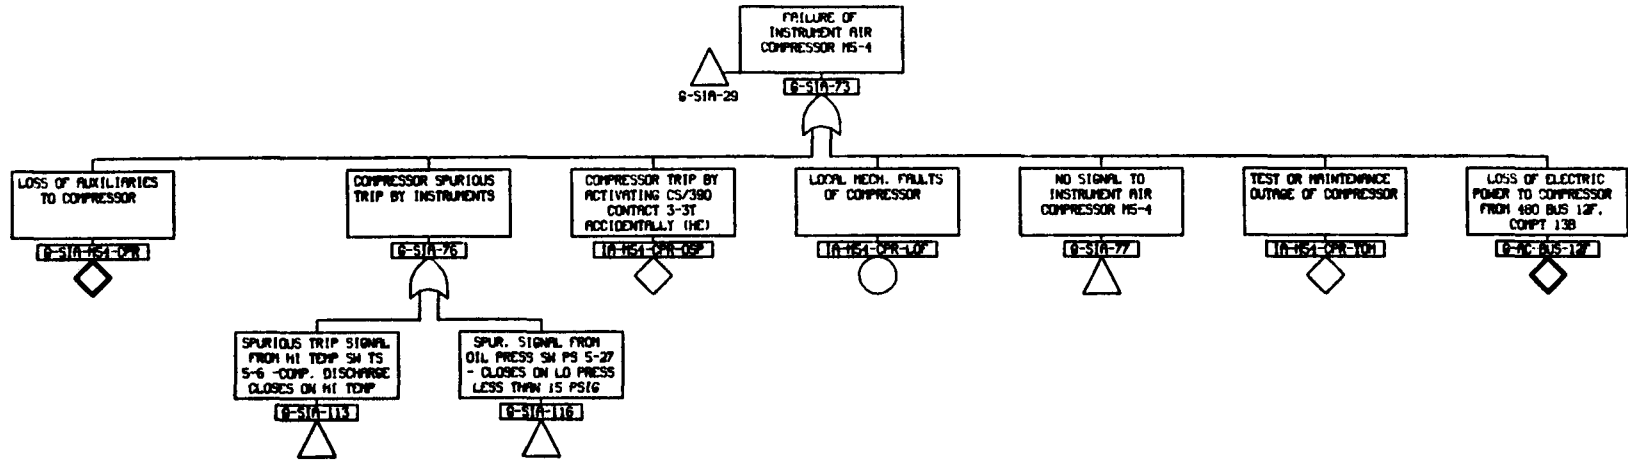 FAILURE OF
INSTRUMENT AIR
COMPRESSOR M5-4
G-SIA-29
G-SIA-73
LOSS OF AUXILIARIES
TO COMPRESSOR
G-SIA-M54-CPR
COMPRESSOR SPURIOUS
TRIP BY INSTRUMENTS
G-SIA-76
COMPRESSOR TRIP BY
ACTIVATING CS/390
CONTACT 3-3T
ACCIDENTALLY (HE)
IA-M54-CPR-OSP
LOCAL MECH. FAULTS
OF COMPRESSOR
IA-M54-CPR-LOF
NO SIGNAL TO
INSTRUMENT AIR
COMPRESSOR M5-4
G-SIA-77
TEST OR MAINTENANCE
OUTAGE OF COMPRESSOR
IA-M54-CPR-TOM
LOSS OF ELECTRIC
POWER TO COMPRESSOR
FROM 480 BUS 12F,
COMPT 13B
G-AC-BUS-12F
SPURIOUS TRIP SIGNAL
FROM HI TEMP SW TS
5-6 -COMP. DISCHARGE
CLOSES ON HI TEMP
G-SIA-113
SPUR. SIGNAL FROM
OIL PRESS SW PS 5-27
- CLOSES ON LO PRESS
LESS THAN 15 PSIG
G-SIA-116